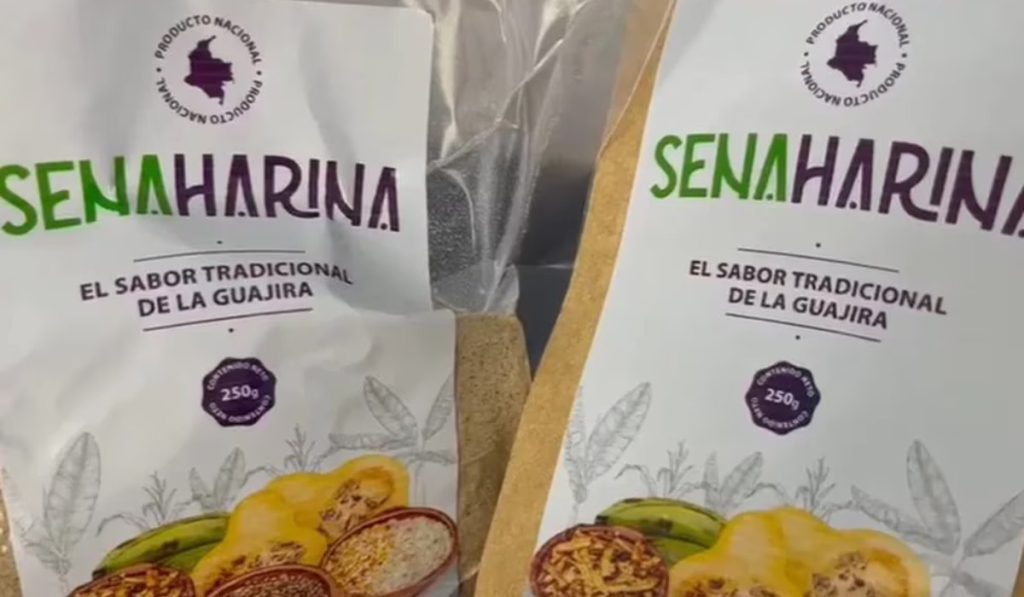 PRODUCTO NACIONAL • PRODUCTO NACIONAL •
SENAHARINA
EL SABOR TRADICIONAL
DE LA GUAJIRA
CONTENIDO NETO
250g
CONTENIDO NETO
PRODUCTO NACIONAL • PRODUCTO NACIONAL •
SENAHARINA
EL SABOR TRADICIONAL
DE LA GUAJIRA
CONTENIDO NETO
250g
CONTENIDO NETO